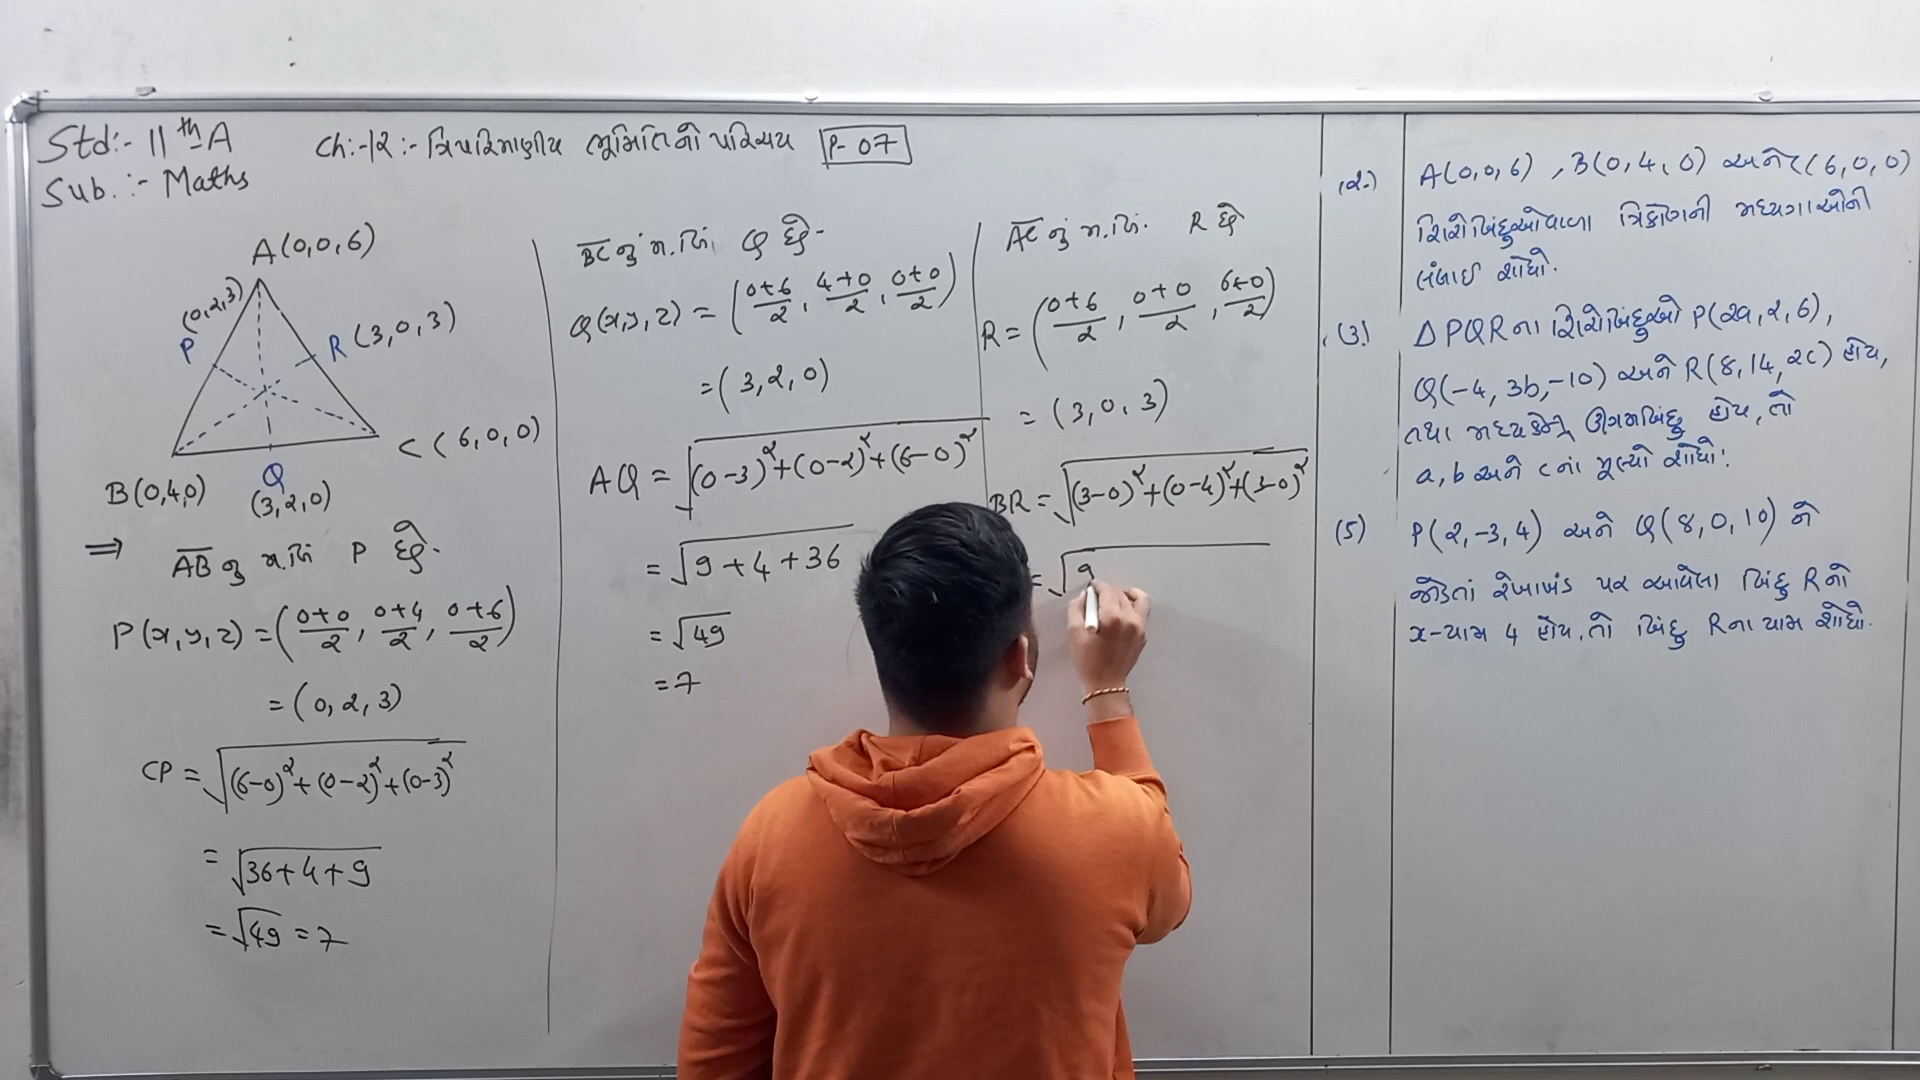 Std:- 11th A
Sub.:- Maths
Ch:-12:- ત્રિપરિમાણીય ભૂમિતિનો પરિચય P-07
A(0,0,6)
(0,2,3)
P
R (3,0,3)
C (6,0,0)
B(0,4,0)
Q
(3,2,0)
⇒ AB નું મ.બિં P છે.
P(x,y,z) = (0+0/2, 0+4/2, 0+6/2)
= (0,2,3)
CP = √(6-0)²+(0-2)²+(0-3)²
= √36+4+9
= √49 = 7
BC નું મ.બિં. Q છે.
Q(x,y,z) = (0+6/2, 4+0/2, 0+0/2)
= (3,2,0)
AQ = √(0-3)²+(0-2)²+(6-0)²
= √9+4+36
= √49
= 7
AC નું મ.બિં. R છે
R = (0+6/2, 0+0/2, 6+0/2)
= (3,0,3)
BR = √(3-0)²+(0-4)²+(3-0)²
= √9
(2.) A(0,0,6), B(0,4,0) અને C(6,0,0)
શિરોબિંદુઓવાળા ત્રિકોણની મધ્યગાઓની
લંબાઈ શોધો.
(3.) △PQRના શિરોબિંદુઓ P(2a,2,6),
Q(-4,3b,-10) અને R(8,14,2c) હોય,
તથા મધ્યકેન્દ્ર ઊગમબિંદુ હોય, તો
a, b અને cનાં મૂલ્યો શોધો.
(5) P(2,-3,4) અને Q(8,0,10) ને
જોડતાં રેખાખંડ પર આવેલા બિંદુ R નો
x-યામ 4 હોય, તો બિંદુ Rના યામ શોધો.